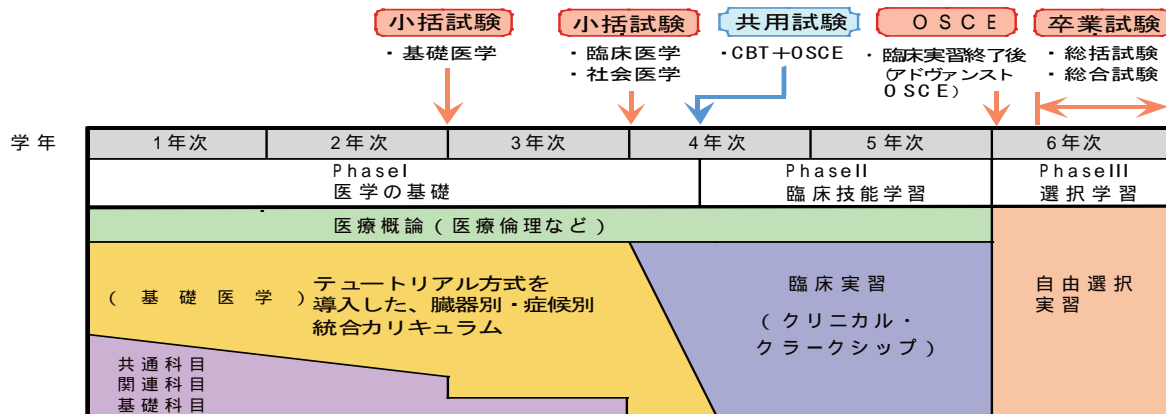 小括試験
・基礎医学
小括試験
・臨床医学
・社会医学
共用試験
・CBT＋OSCE
OSCE
・臨床実習終了後
(アドヴァンスト
OSCE)
卒業試験
・総括試験
・総合試験
学年
1年次
2年次
3年次
4年次
5年次
6年次
PhaseI
医学の基礎
PhaseII
臨床技能学習
PhaseIII
選択学習
医療概論(医療倫理など)
(基礎医学)
テュートリアル方式を
導入した、臓器別・症候別
統合カリキュラム
臨床実習
(クリニカル・
クラークシップ)
自由選択
実習
共通科目
関連科目
基礎科目